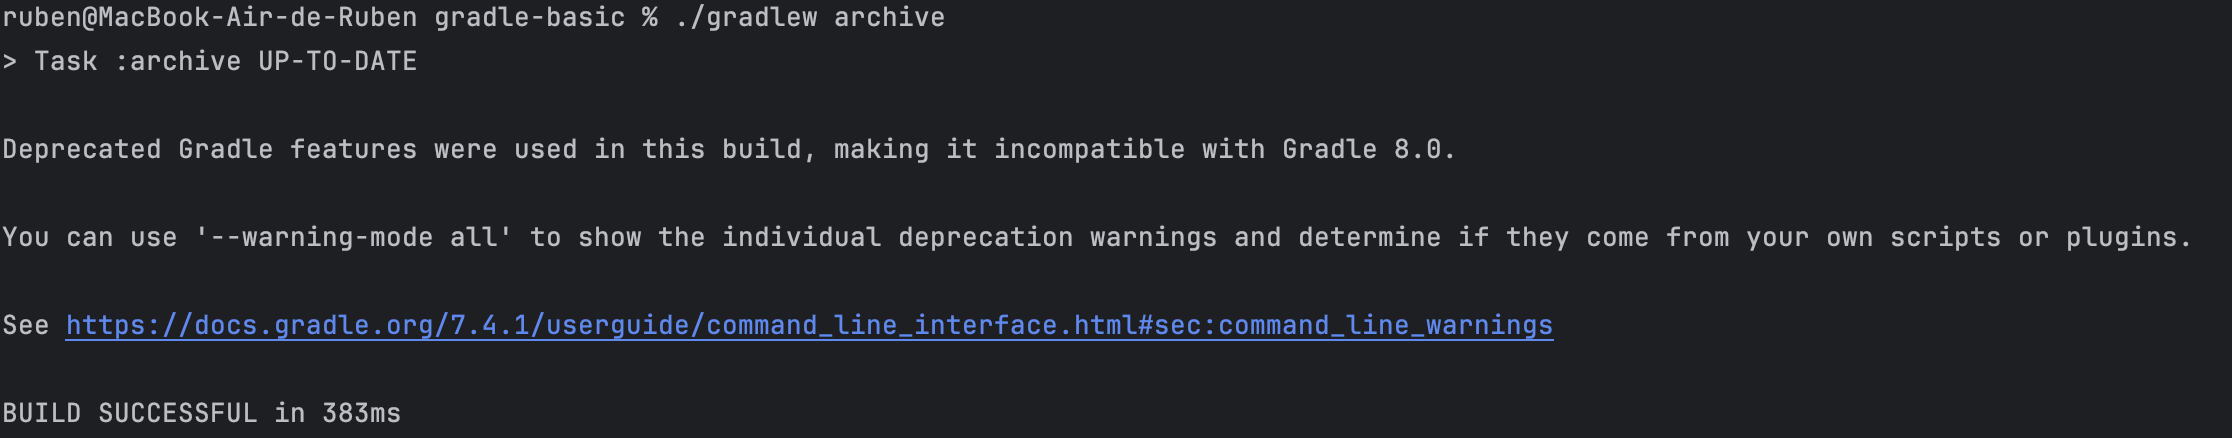 ruben@MacBook-Air-de-Ruben gradle-basic % ./gradlew archive
> Task :archive UP-TO-DATE
Deprecated Gradle features were used in this build, making it incompatible with Gradle 8.0.
You can use '--warning-mode all' to show the individual deprecation warnings and determine if they come from your own scripts or plugins.
See https://docs.gradle.org/7.4.1/userguide/command_line_interface.html#sec:command_line_warnings
BUILD SUCCESSFUL in 383ms